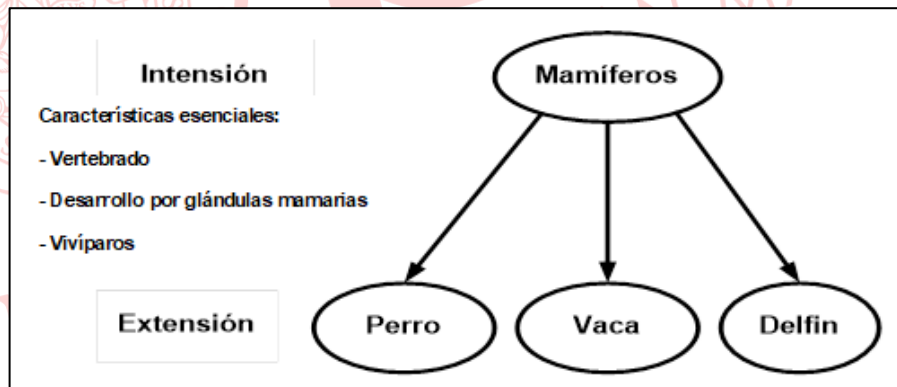 Intensión
Mamíferos
Características esenciales:
- Vertebrado
- Desarrollo por glándulas mamarias
- Vivíparos
Extensión
Perro
Vaca
Delfin